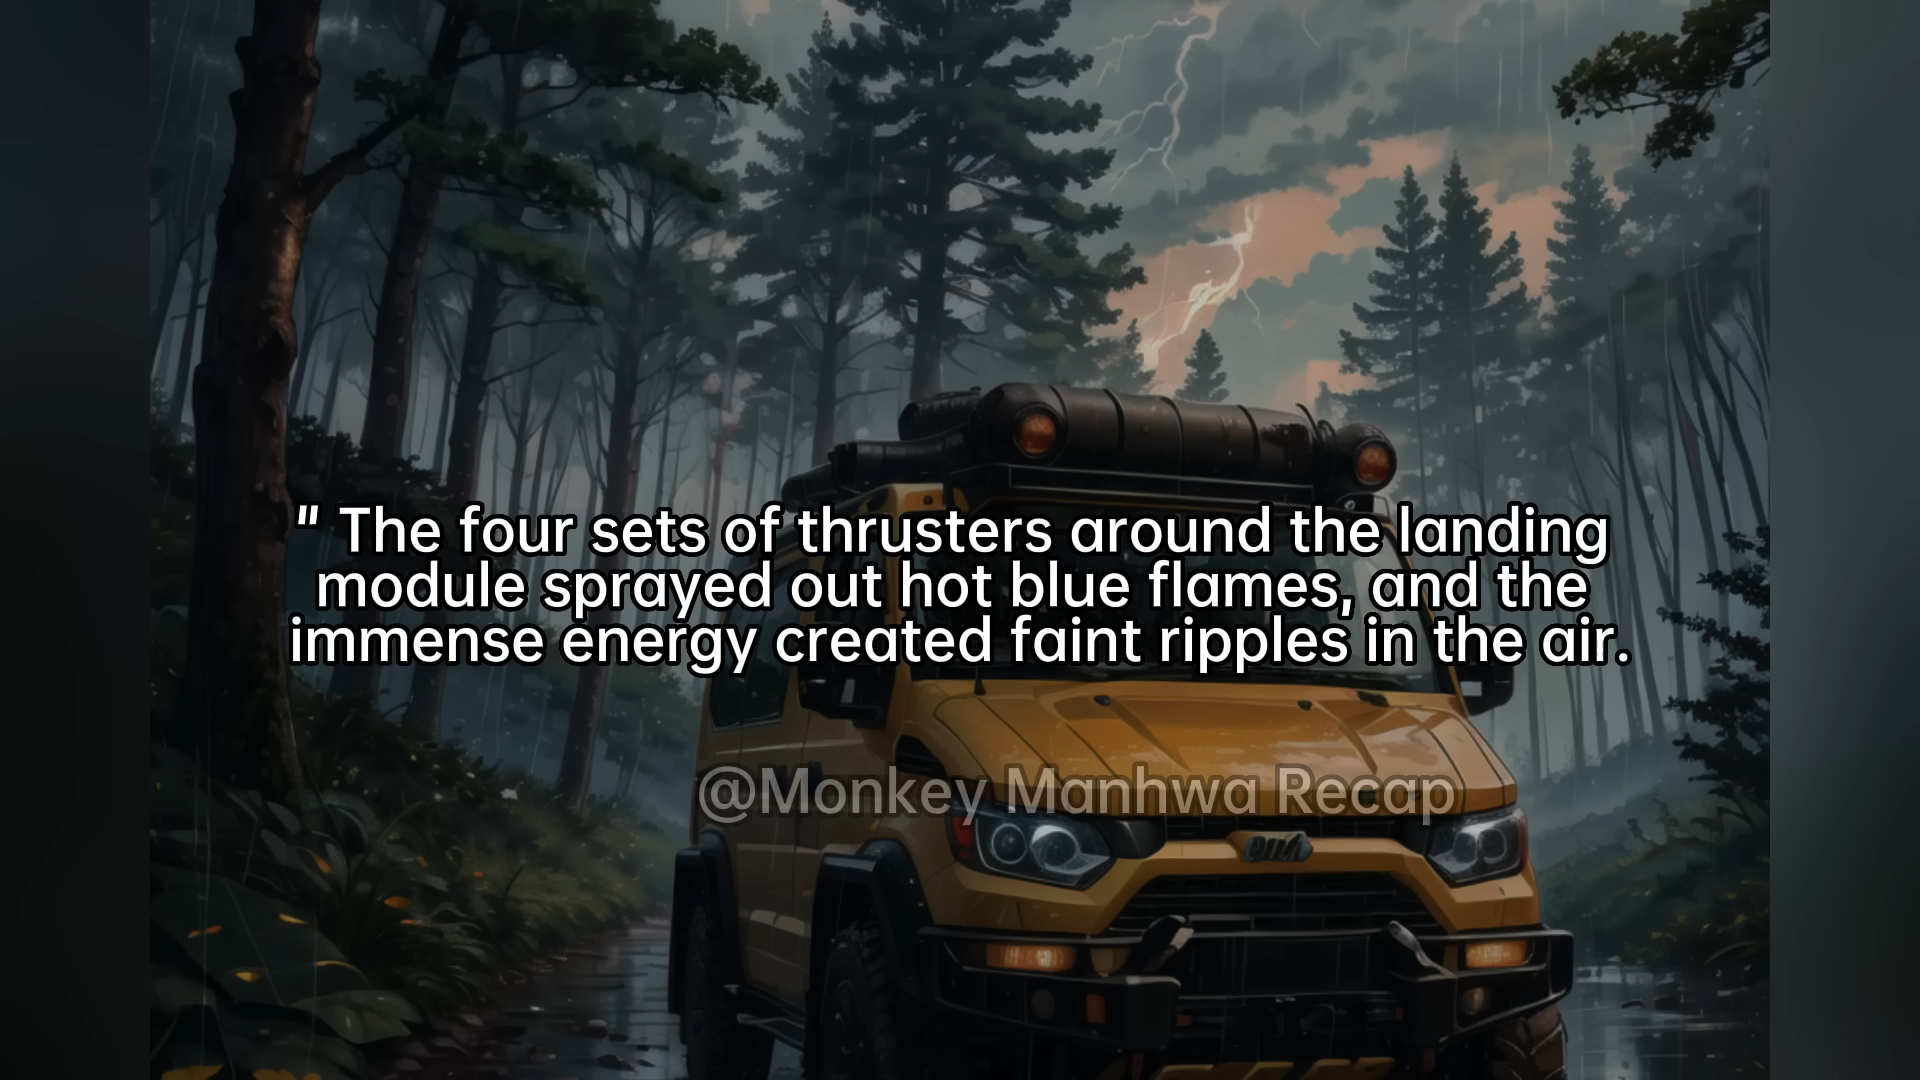 " The four sets of thrusters around the landing
module sprayed out hot blue flames, and the
immense energy created faint ripples in the air.
@Monkey Manhwa Recap